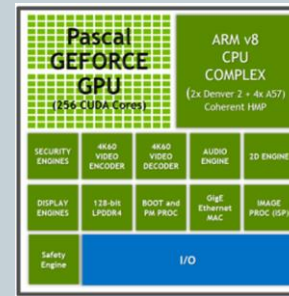 Pascal
GEFORCE
GPU
(256 CUDA Cores)
ARM v8
CPU
COMPLEX
(2x Denver 2 + 4x A57)
Coherent HMP
SECURITY
ENGINES
4K60
VIDEO
ENCODER
4K60
VIDEO
DECODER
AUDIO
ENGINE
2D ENGINE
DISPLAY
ENGINES
128-bit
LPDDR4
BOOT and
PM PROC
GigE
Ethernet
MAC
IMAGE
PROC (ISP)
Safety
Engine
I/O